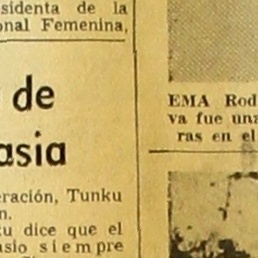 sidenta de la
onal Femenina,
de
asia
eración, Tunku
n.
ku dice que el
asio siempre
EMA Rod
va fue una
ras en el